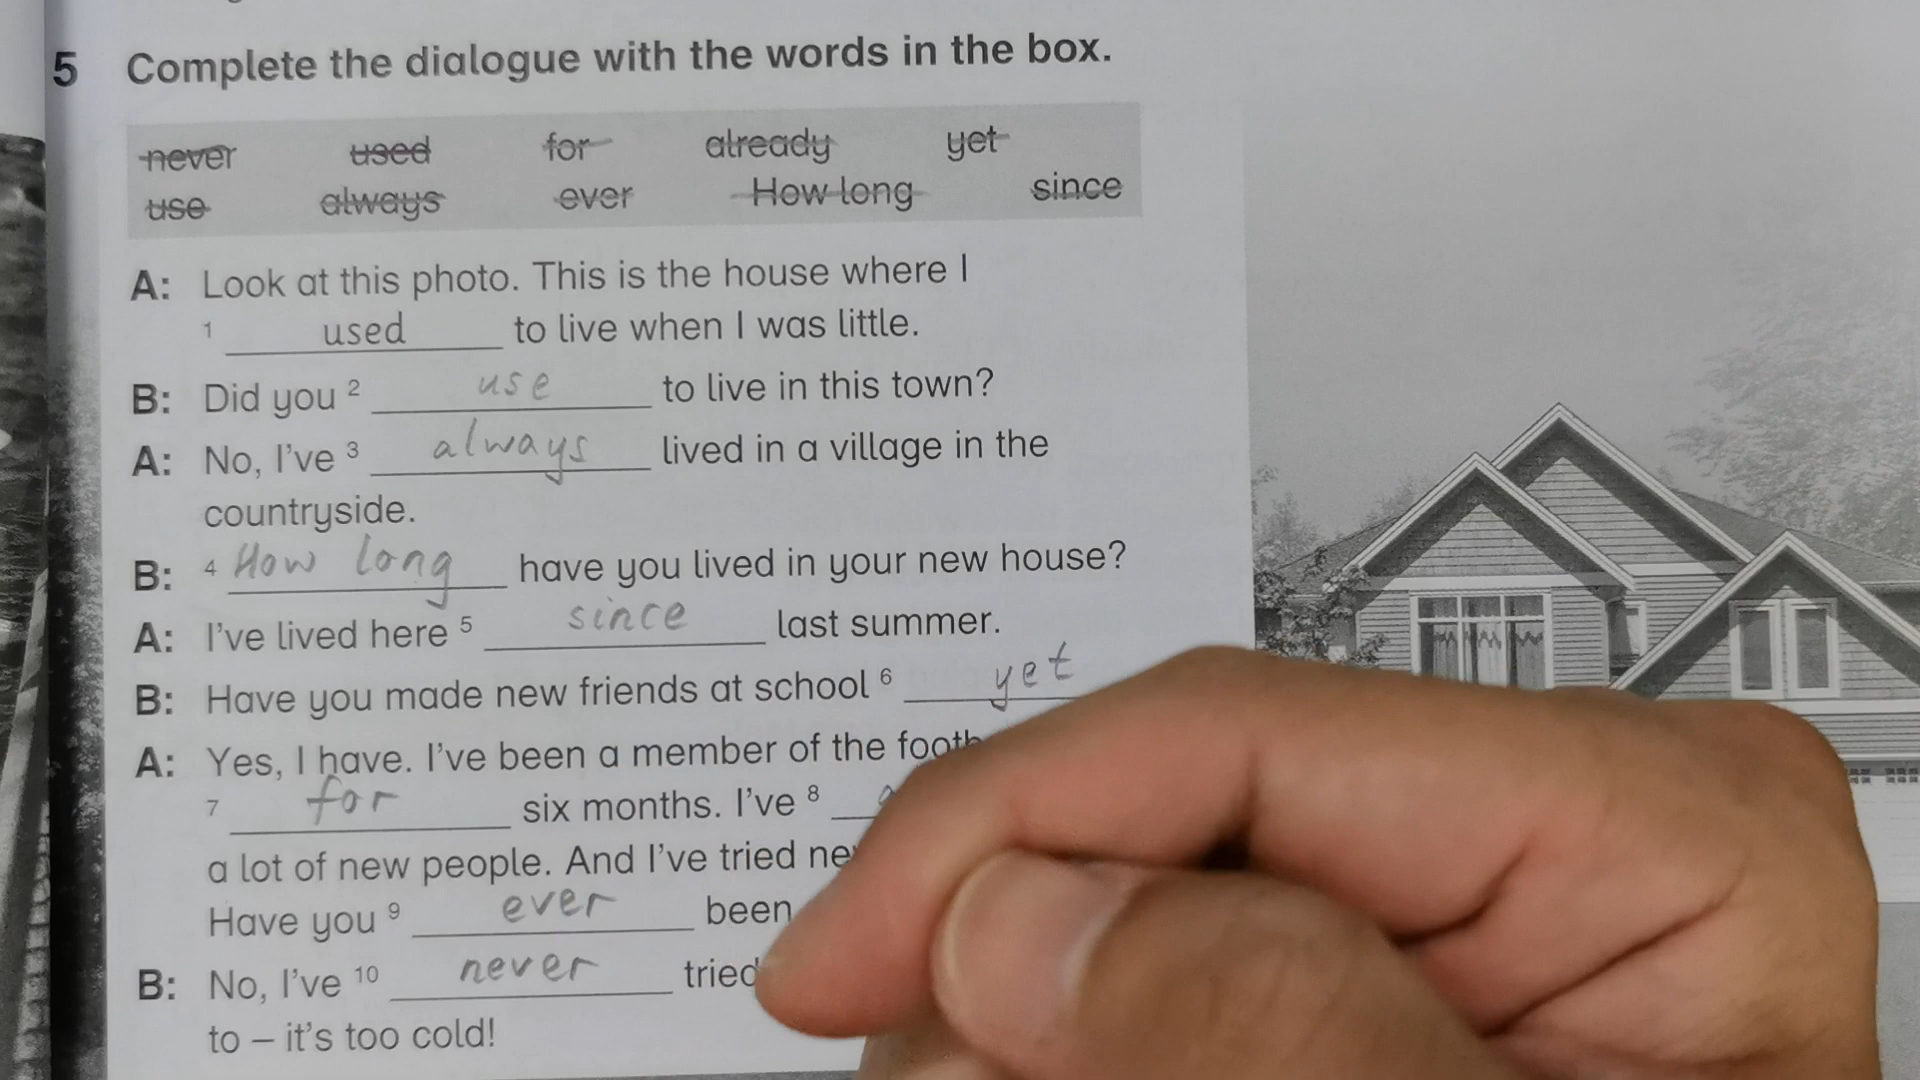 5 Complete the dialogue with the words in the box.
never used for already yet
use always ever How long since
A: Look at this photo. This is the house where I
1 used to live when I was little.
B: Did you 2 use to live in this town?
A: No, I've 3 always lived in a village in the
countryside.
B: 4 How long have you lived in your new house?
A: I've lived here 5 since last summer.
B: Have you made new friends at school 6 yet
A: Yes, I have. I've been a member of the
7 for six months. I've 8
a lot of new people. And I've tried
Have you 9 ever been
B: No, I've 10 never tried
to – it's too cold!